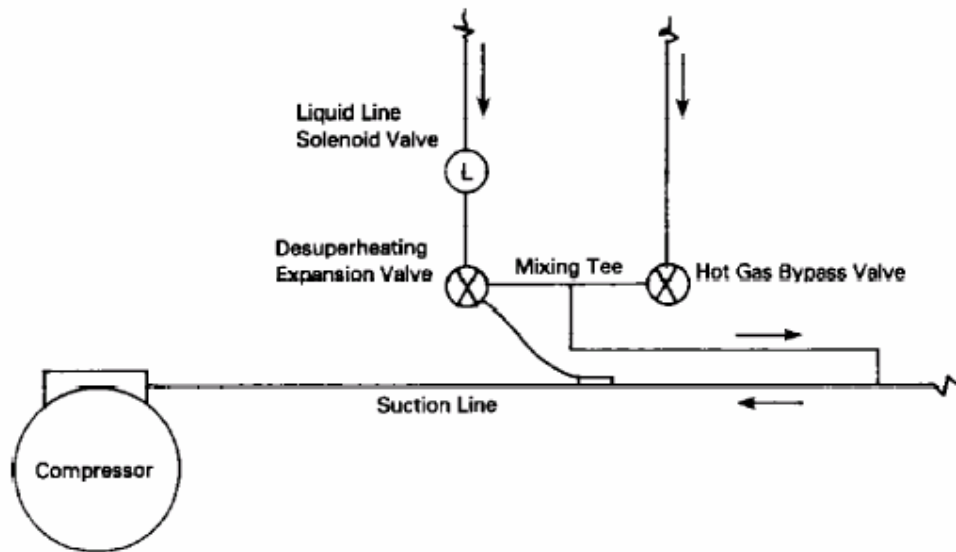 Liquid Line
Solenoid Valve
L
Desuperheating
Expansion Valve
Mixing Tee
Hot Gas Bypass Valve
Suction Line
Compressor